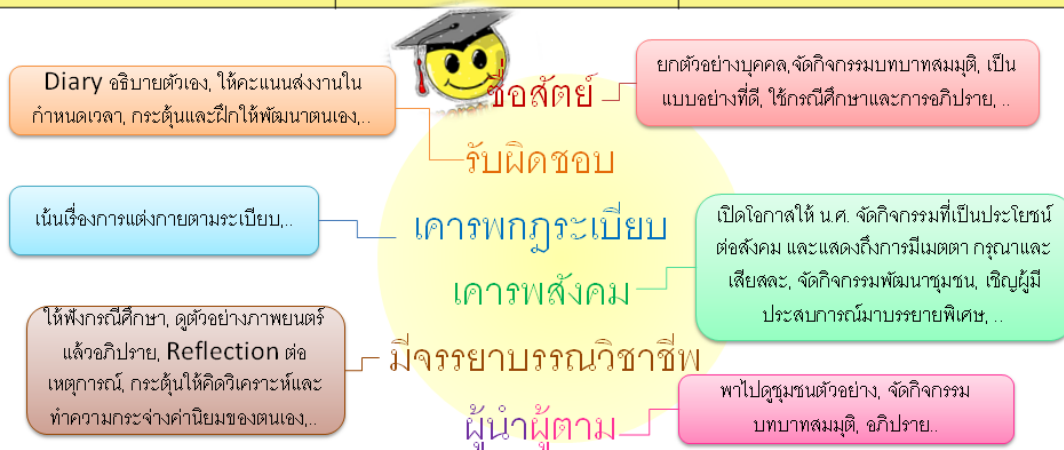 ซื่อสัตย์
ยกตัวอย่างบุคคล,จัดกิจกรรมบทบาทสมมุติ, เป็น
แบบอย่างที่ดี, ใช้กรณีศึกษาและการอภิปราย, ..
Diary อธิบายตัวเอง, ให้คะแนนส่งงานใน
กำหนดเวลา, กระตุ้นและฝึกให้พัฒนาตนเอง,..
รับผิดชอบ
เน้นเรื่องการแต่งกายตามระเบียบ,..
เคารพกฎระเบียบ
เคารพสังคม
เปิดโอกาสให้ น.ศ. จัดกิจกรรมที่เป็นประโยชน์
ต่อสังคม และแสดงถึงการมีเมตตา กรุณาและ
เสียสละ, จัดกิจกรรมพัฒนาชุมชน, เชิญผู้มี
ประสบการณ์มาบรรยายพิเศษ, ..
ให้ฟังกรณีศึกษา, ดูตัวอย่างภาพยนตร์
แล้วอภิปราย, Reflection ต่อ
เหตุการณ์, กระตุ้นให้คิดวิเคราะห์และ
ทำความกระจ่างค่านิยมของตนเอง,..
มีจรรยาบรรณวิชาชีพ
ผู้นำผู้ตาม
พาไปดูชุมชนตัวอย่าง, จัดกิจกรรม
บทบาทสมมุติ, อภิปราย..